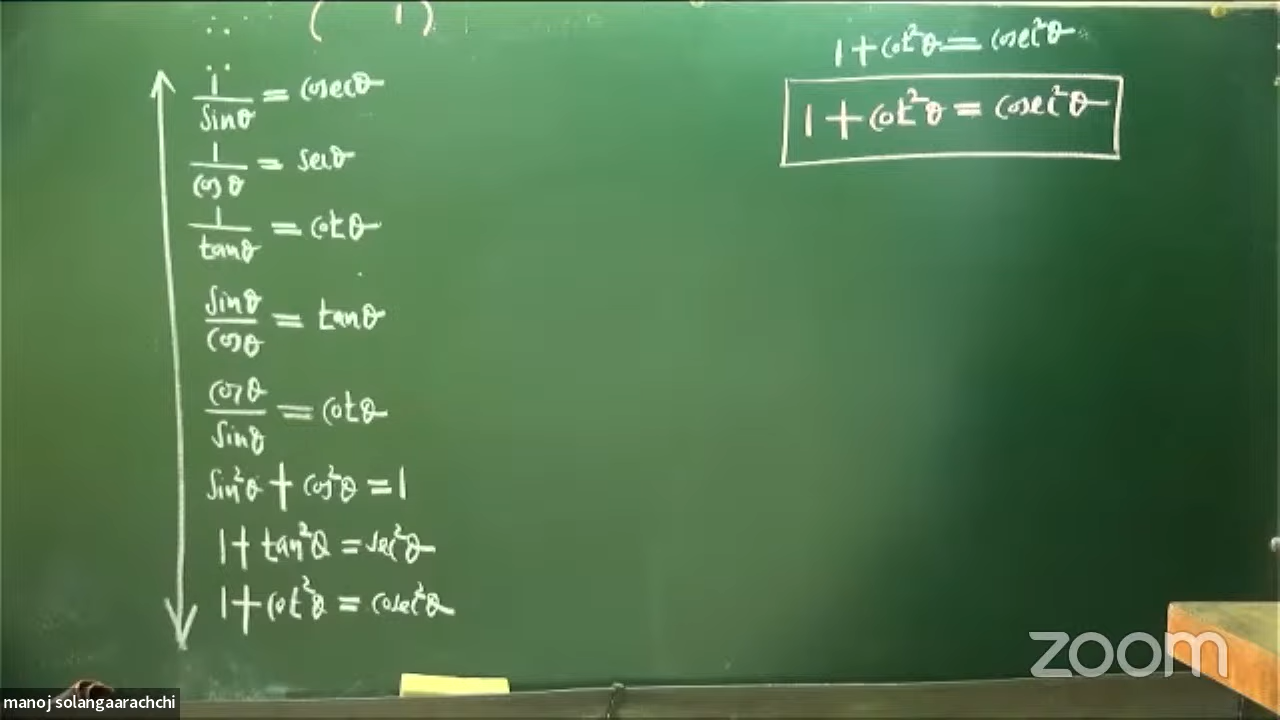 ∴ ( 1 )
∴
1/sinθ = cosecθ
1/cosθ = secθ
1/tanθ = cotθ
sinθ/cosθ = tanθ
cosθ/sinθ = cotθ
sin²θ + cos²θ = 1
1 + tan²θ = sec²θ
1 + cot²θ = cosec²θ
1 + cot²θ = cosec²θ
1 + cot²θ = cosec²θ
zoom
manoj solangaarachchi